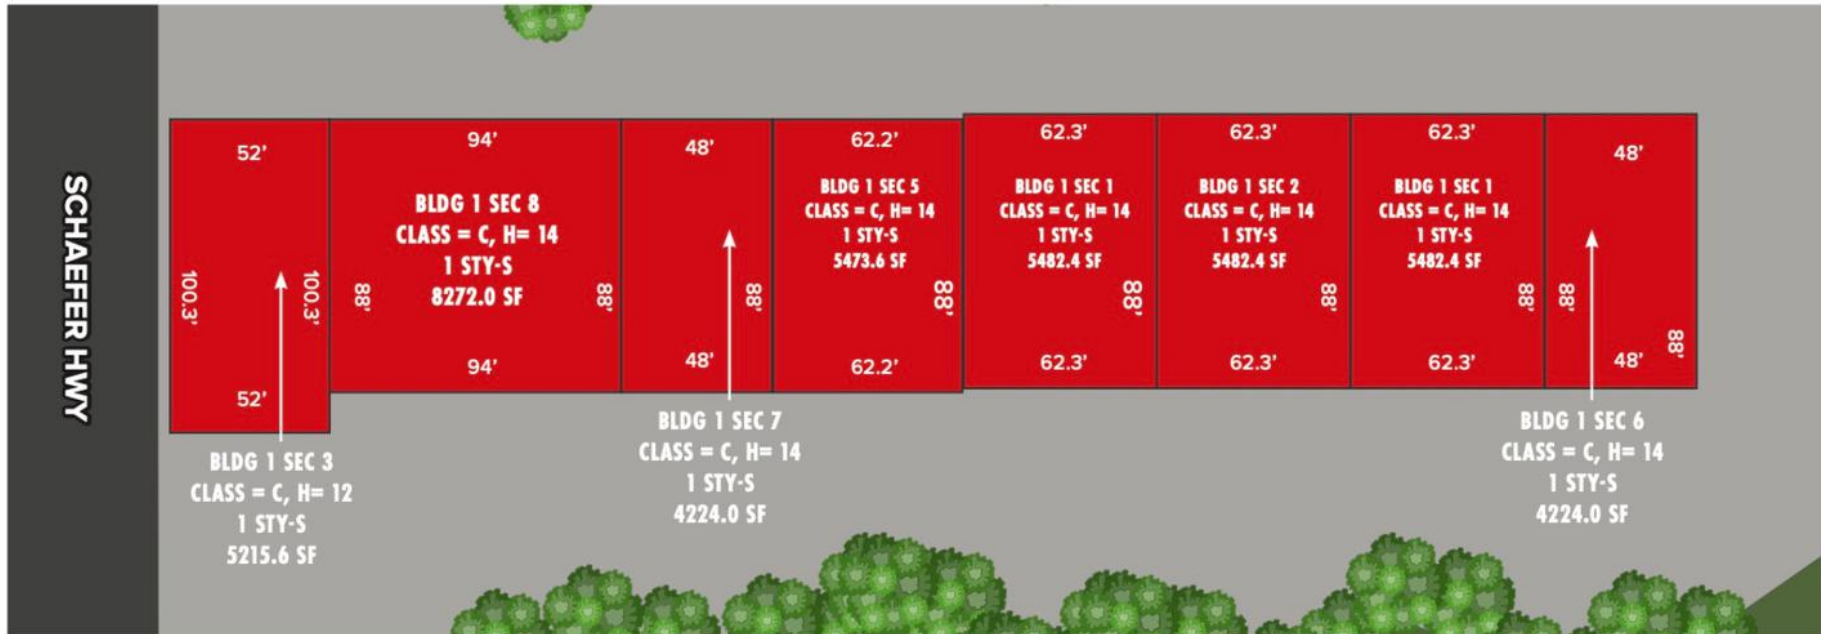 SCHAEFER HWY
52'
100.3'
100.3'
52'
BLDG 1 SEC 3
CLASS = C, H= 12
1 STY-S
5215.6 SF
94'
BLDG 1 SEC 8
CLASS = C, H= 14
1 STY-S
8272.0 SF
88'
88'
94'
48'
88'
48'
BLDG 1 SEC 7
CLASS = C, H= 14
1 STY-S
4224.0 SF
62.2'
BLDG 1 SEC 5
CLASS = C, H= 14
1 STY-S
5473.6 SF
88'
62.2'
62.3'
BLDG 1 SEC 1
CLASS = C, H= 14
1 STY-S
5482.4 SF
88'
62.3'
62.3'
BLDG 1 SEC 2
CLASS = C, H= 14
1 STY-S
5482.4 SF
88'
62.3'
62.3'
BLDG 1 SEC 1
CLASS = C, H= 14
1 STY-S
5482.4 SF
88'
62.3'
48'
88'
88'
48'
BLDG 1 SEC 6
CLASS = C, H= 14
1 STY-S
4224.0 SF